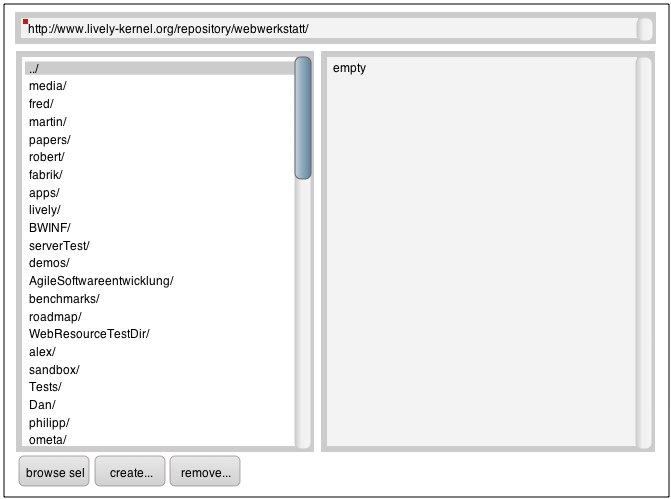 http://www.lively-kernel.org/repository/webwerkstatt/
../
media/
fred/
martin/
papers/
robert/
fabrik/
apps/
lively/
BWINF/
serverTest/
demos/
AgileSoftwareentwicklung/
benchmarks/
roadmap/
WebResourceTestDir/
alex/
sandbox/
Tests/
Dan/
philipp/
ometa/
empty
browse sel
create...
remove...